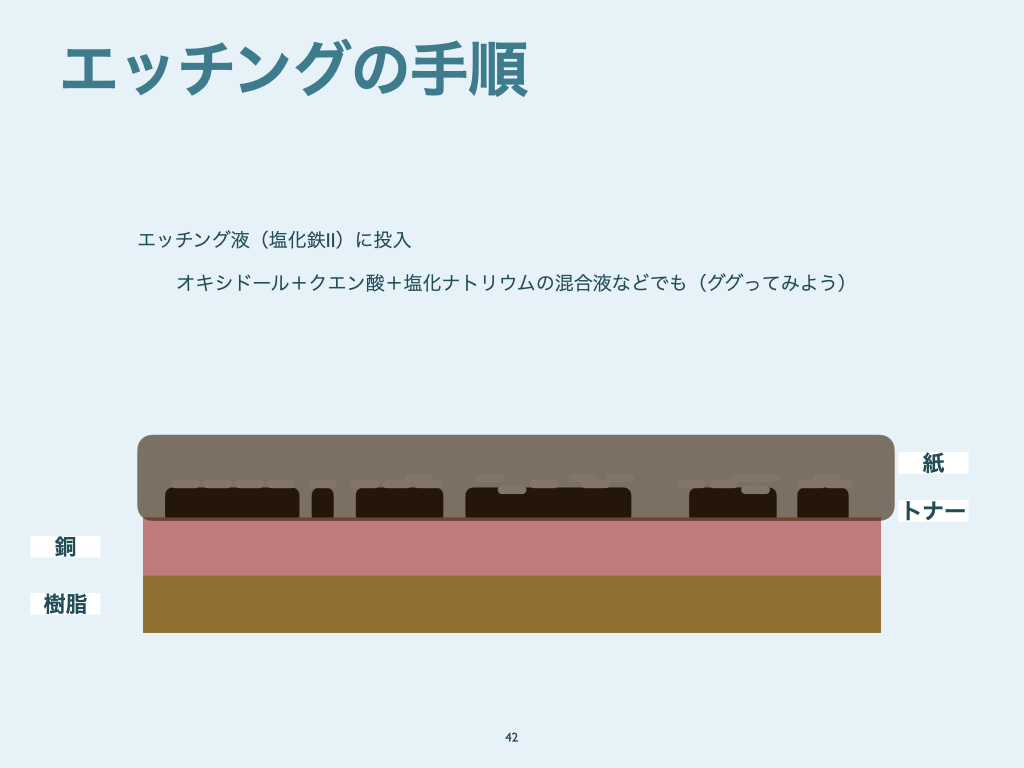 エッチングの手順
エッチング液（塩化鉄II）に投入
オキシドール＋クエン酸＋塩化ナトリウムの混合液などでも（ググってみよう）
紙
トナー
銅
樹脂
42